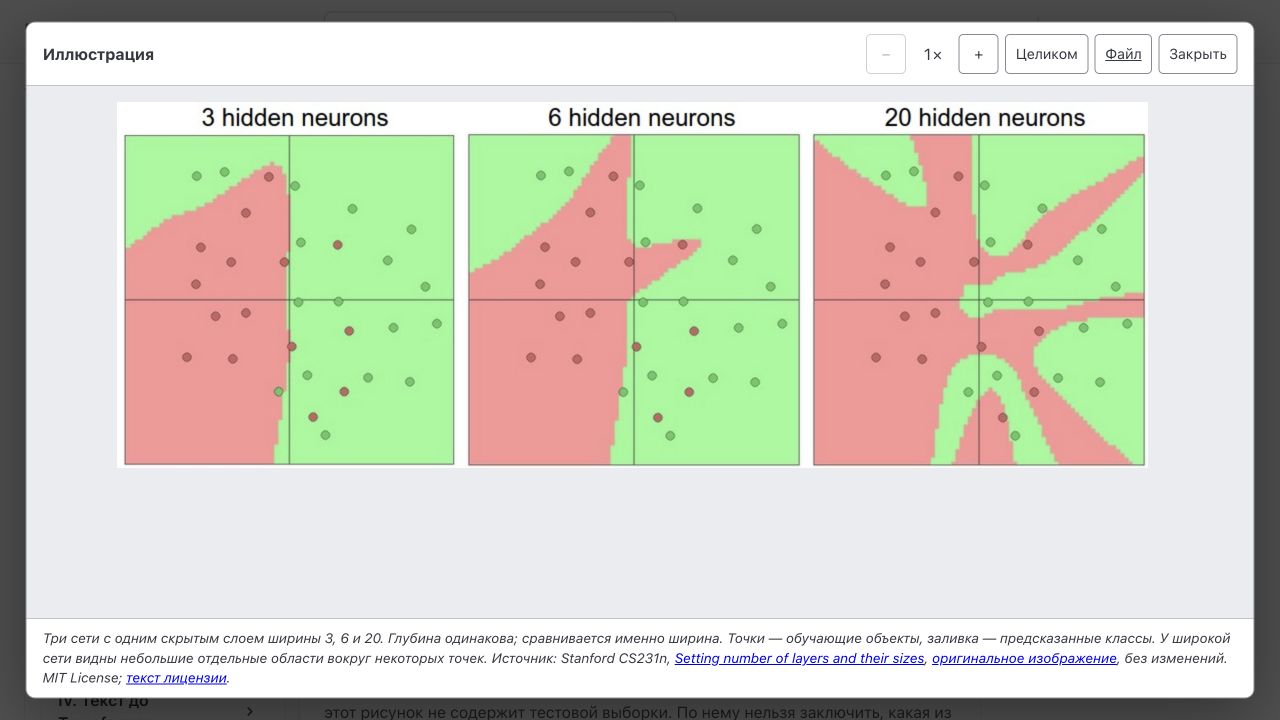 Иллюстрация
−
1×
+
Целиком
Файл
Закрыть
3 hidden neurons
6 hidden neurons
20 hidden neurons
Три сети с одним скрытым слоем ширины 3, 6 и 20. Глубина одинакова; сравнивается именно ширина. Точки — обучающие объекты, заливка — предсказанные классы. У широкой
сети видны небольшие отдельные области вокруг некоторых точек. Источник: Stanford CS231n, Setting number of layers and their sizes, оригинальное изображение, без изменений.
MIT License; текст лицензии.
IV. Текст до
этот рисунок не содержит тестовой выборки. По нему нельзя заключить, какая из